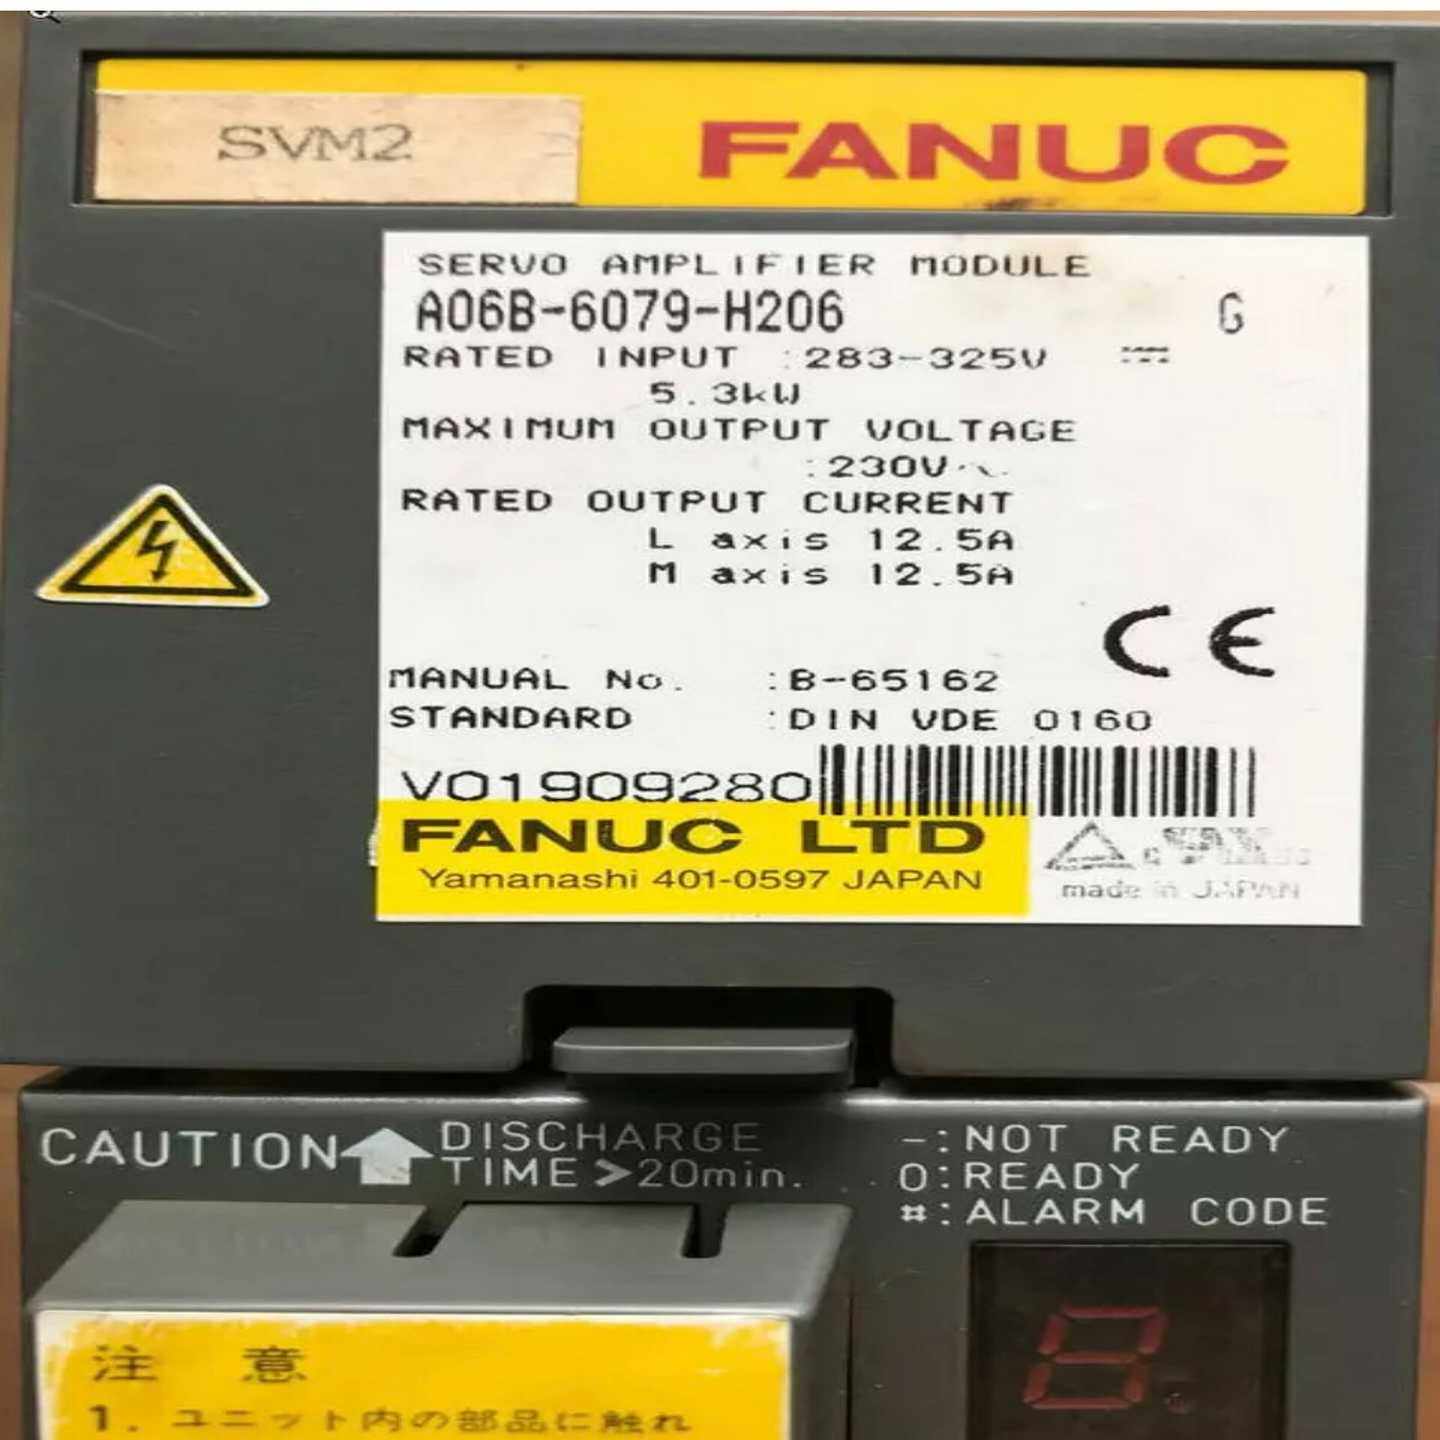 SVM2
FANUC
SERVO AMPLIFIER MODULE
A06B-6079-H206 G
RATED INPUT :283-325V ⎓
5.3kW
MAXIMUM OUTPUT VOLTAGE
:230V~
RATED OUTPUT CURRENT
L axis 12.5A
M axis 12.5A
CE
MANUAL No. :B-65162
STANDARD :DIN VDE 0160
V01909280
FANUC LTD
Yamanashi 401-0597 JAPAN
made in JAPAN
CAUTION DISCHARGE
TIME >20min.
-:NOT READY
0:READY
#:ALARM CODE
8.
注 意
1. ユニット内の部品に触れ